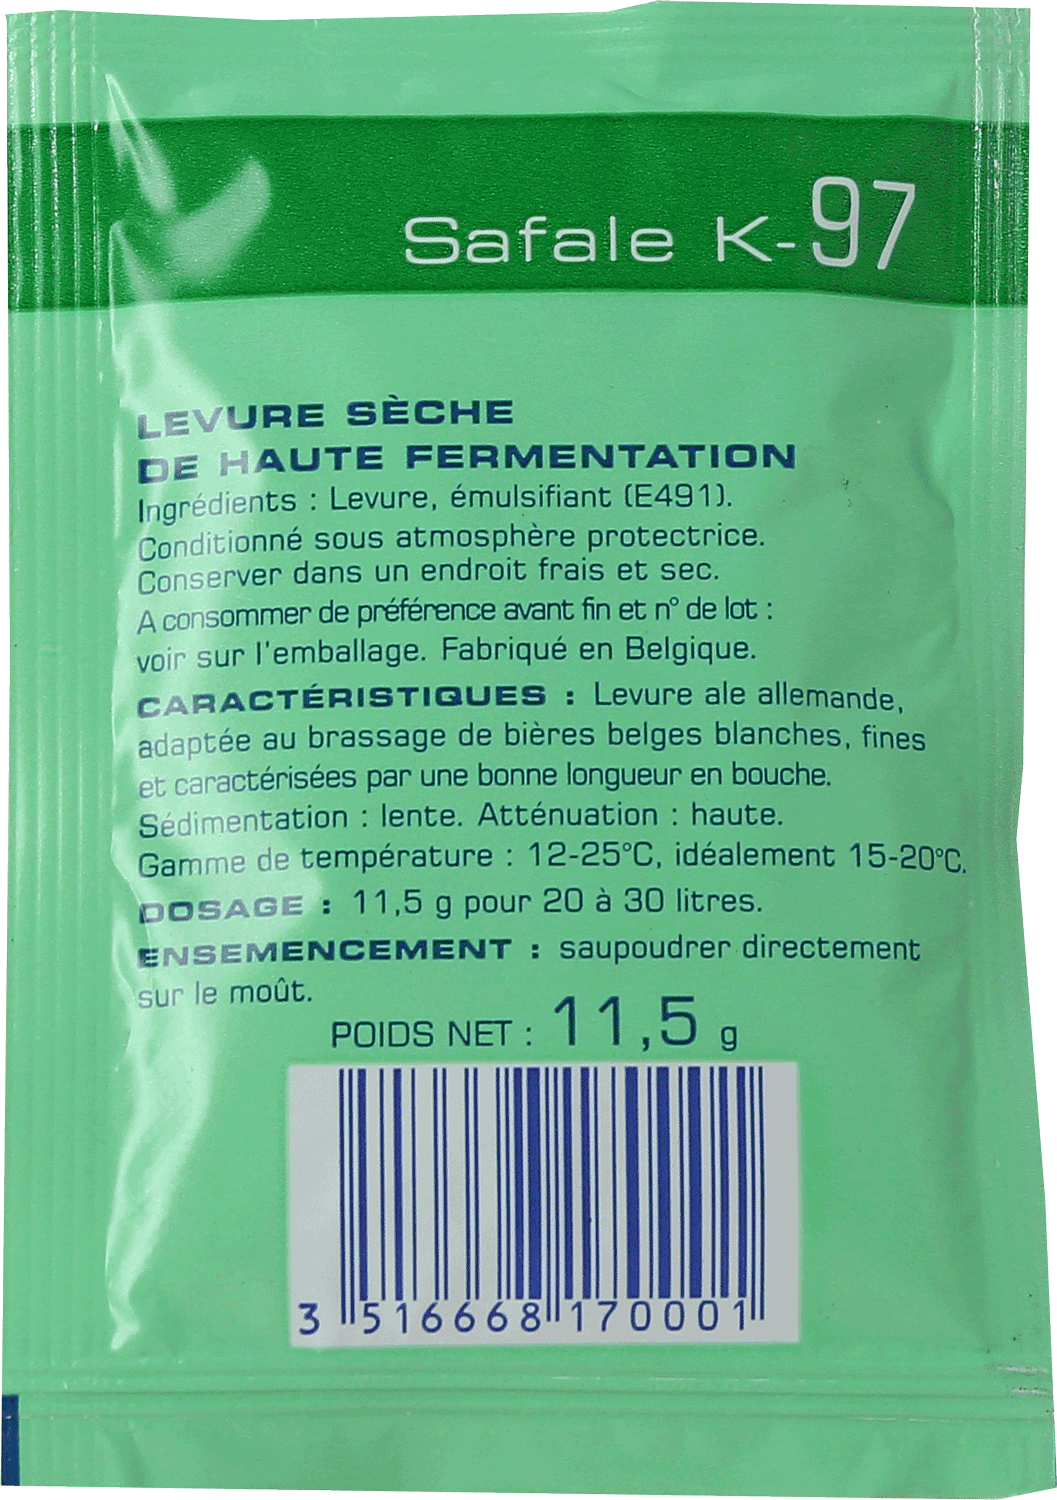 Safale K-97
LEVURE SÈCHE
DE HAUTE FERMENTATION
Ingrédients : Levure, émulsifiant (E491).
Conditionné sous atmosphère protectrice.
Conserver dans un endroit frais et sec.
A consommer de préférence avant fin et n° de lot :
voir sur l'emballage. Fabriqué en Belgique.
CARACTÉRISTIQUES : Levure ale allemande,
adaptée au brassage de bières belges blanches, fines
et caractérisées par une bonne longueur en bouche.
Sédimentation : lente. Atténuation : haute.
Gamme de température : 12-25°C, idéalement 15-20°C.
DOSAGE : 11,5 g pour 20 à 30 litres.
ENSEMENCEMENT : saupoudrer directement
sur le moût.
POIDS NET : 11,5 g
3 516668 170001